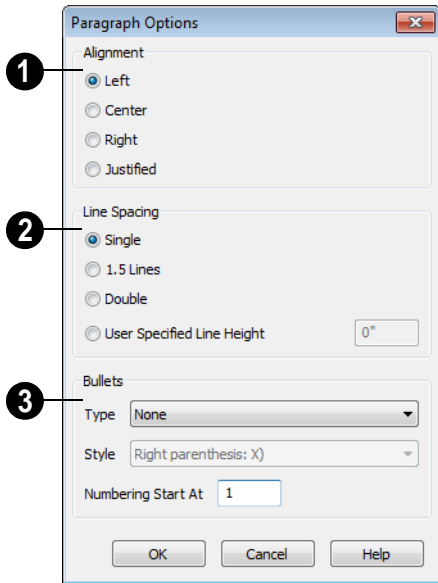 Paragraph Options
Alignment
1
Left
Center
Right
Justified
Line Spacing
2
Single
1.5 Lines
Double
User Specified Line Height 0"
Bullets
3
Type None
Style Right parenthesis: X)
Numbering Start At 1
OK Cancel Help